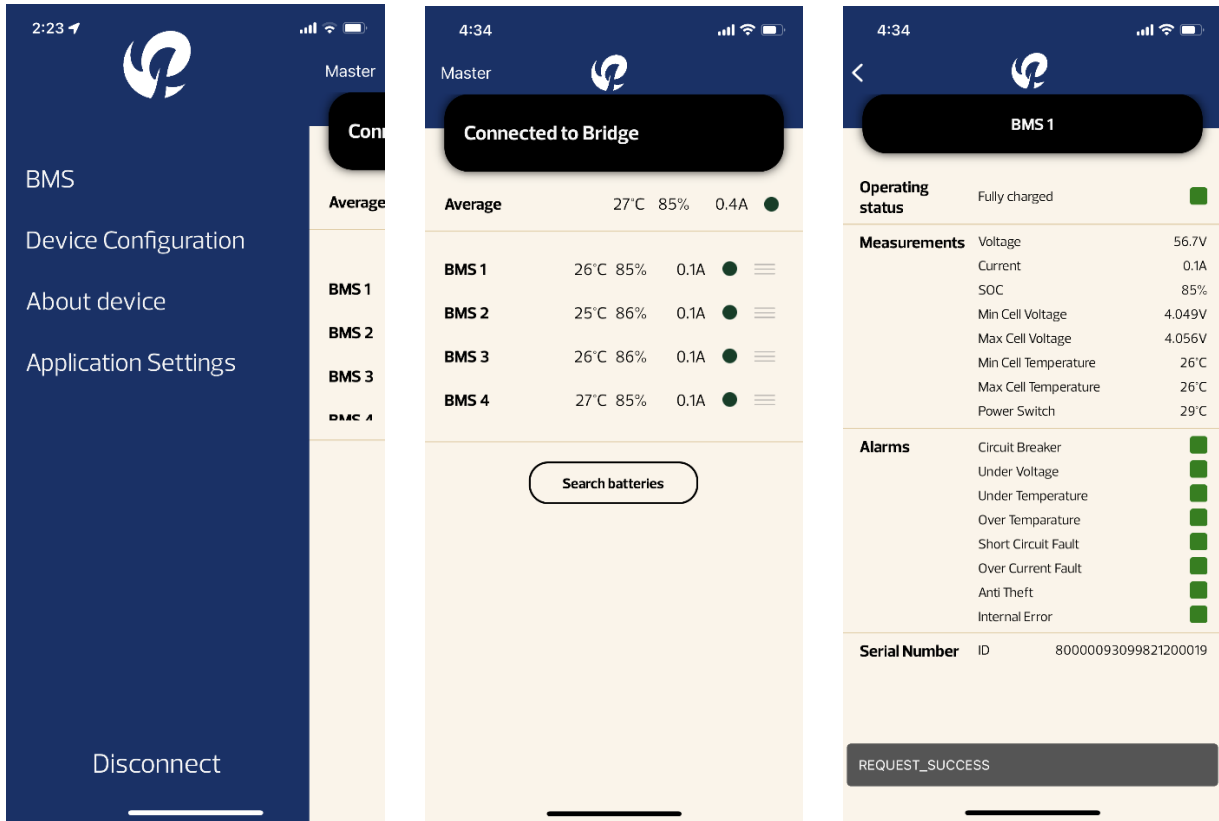 2:23
Master
Conn
Average
BMS
Device Configuration
About device
Application Settings
BMS 1
BMS 2
BMS 3
BMS 4
Disconnect
4:34
Master
Connected to Bridge
Average 27°C 85% 0.4A
BMS 1 26°C 85% 0.1A
BMS 2 25°C 86% 0.1A
BMS 3 26°C 86% 0.1A
BMS 4 27°C 85% 0.1A
Search batteries
4:34
BMS 1
Operating status Fully charged
Measurements Voltage 56.7V
Current 0.1A
SOC 85%
Min Cell Voltage 4.049V
Max Cell Voltage 4.056V
Min Cell Temperature 26°C
Max Cell Temperature 26°C
Power Switch 29°C
Alarms Circuit Breaker
Under Voltage
Under Temperature
Over Temparature
Short Circuit Fault
Over Current Fault
Anti Theft
Internal Error
Serial Number ID 80000093099821200019
REQUEST_SUCCESS